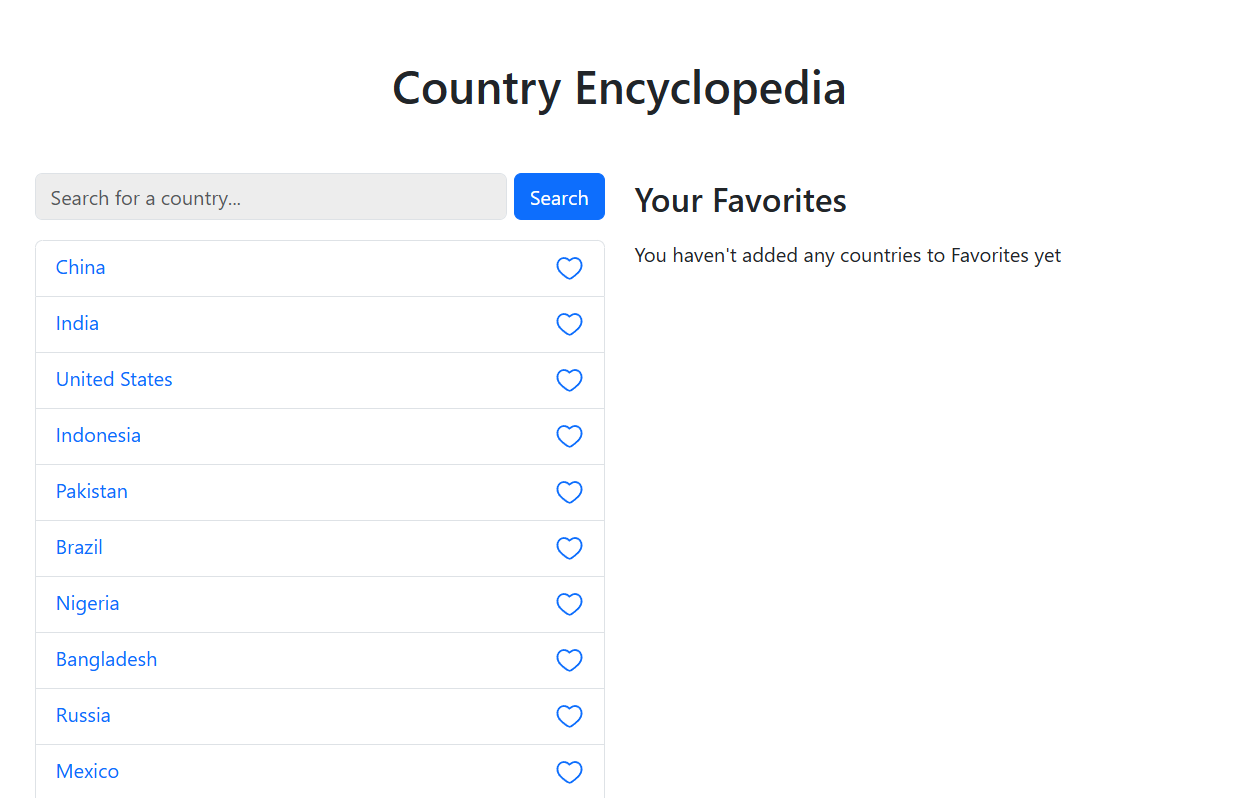 Country Encyclopedia
Search for a country...
Search
China
India
United States
Indonesia
Pakistan
Brazil
Nigeria
Bangladesh
Russia
Mexico
Your Favorites
You haven't added any countries to Favorites yet